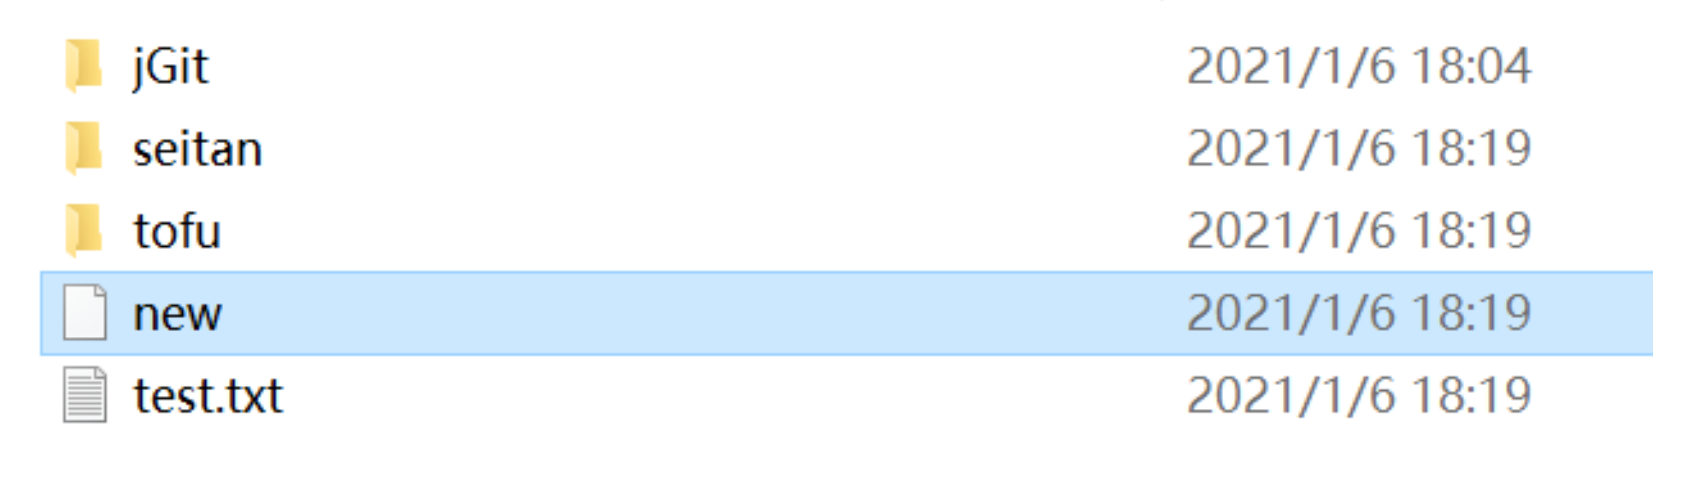 jGit 2021/1/6 18:04
seitan 2021/1/6 18:19
tofu 2021/1/6 18:19
new 2021/1/6 18:19
test.txt 2021/1/6 18:19